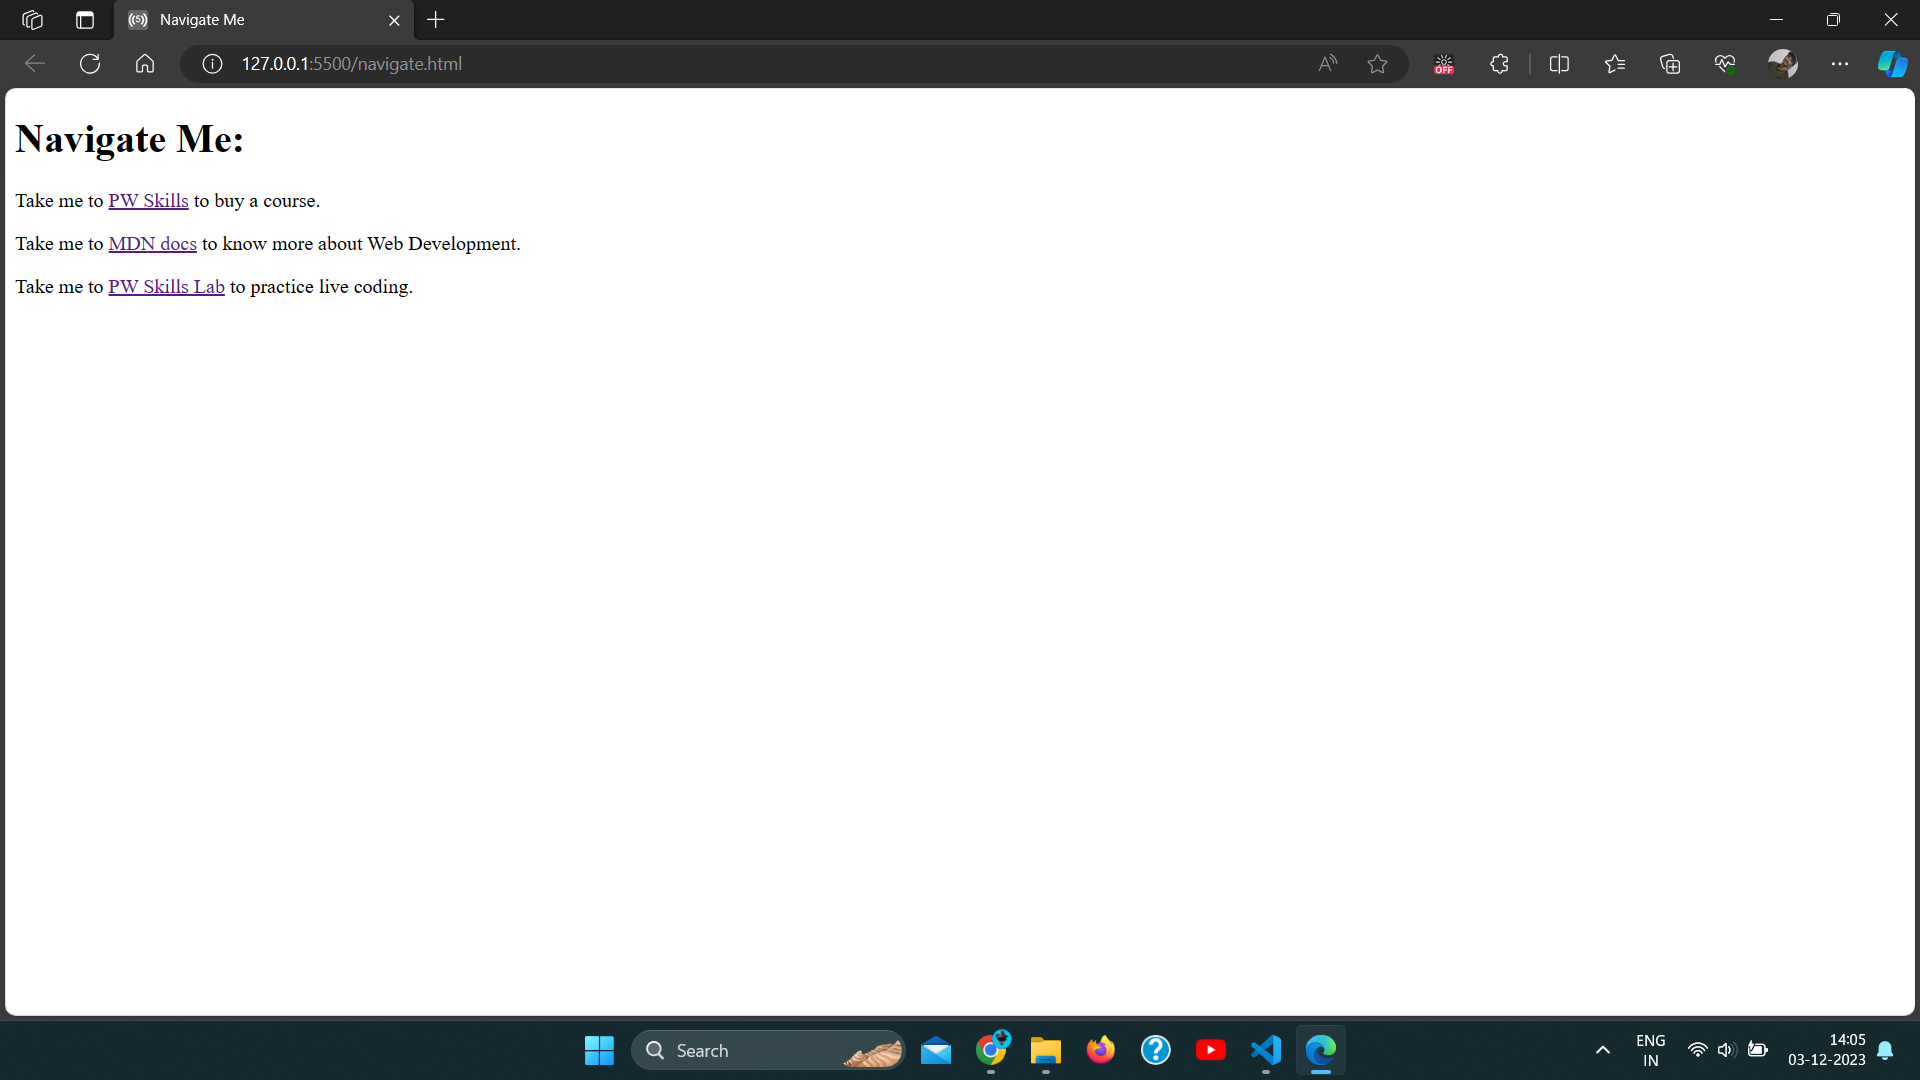 Navigate Me
127.0.0.1:5500/navigate.html
OFF
Navigate Me:
Take me to PW Skills to buy a course.
Take me to MDN docs to know more about Web Development.
Take me to PW Skills Lab to practice live coding.
Search
ENG
IN
14:05
03-12-2023